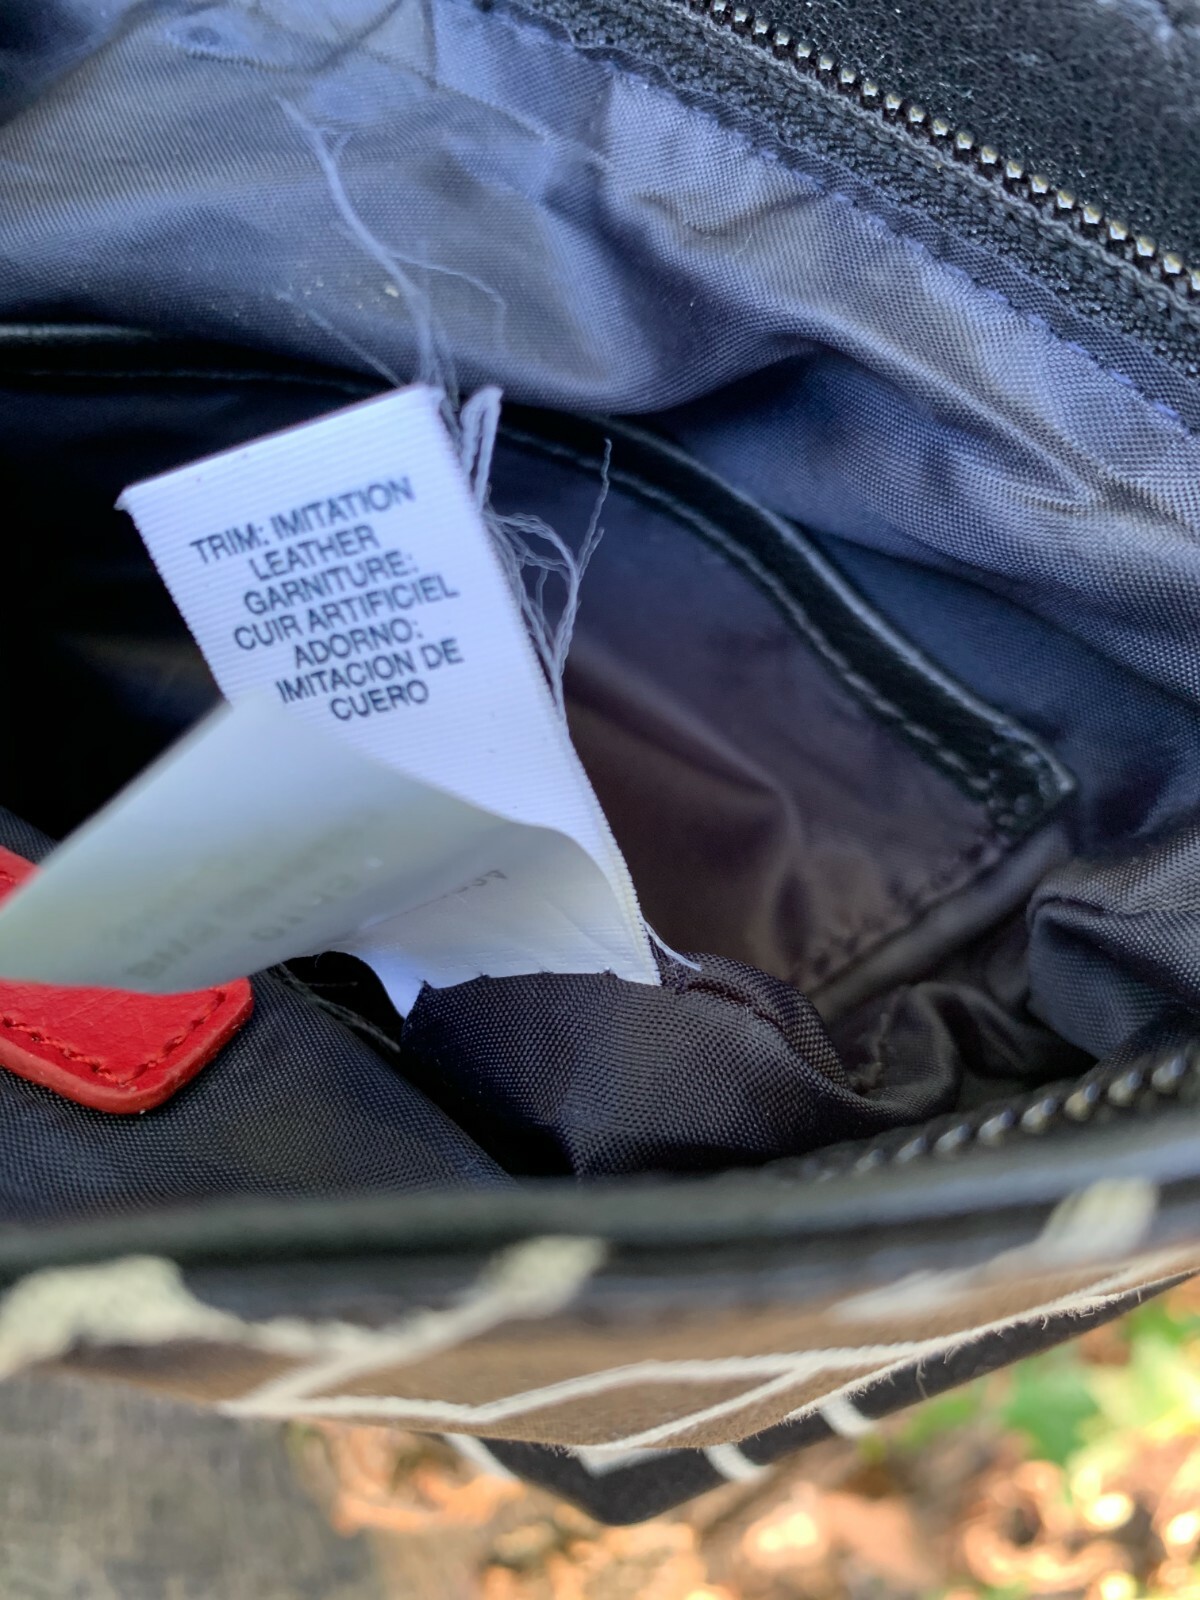 TRIM: IMITATION
LEATHER
GARNITURE:
CUIR ARTIFICIEL
ADORNO:
IMITACION DE
CUERO